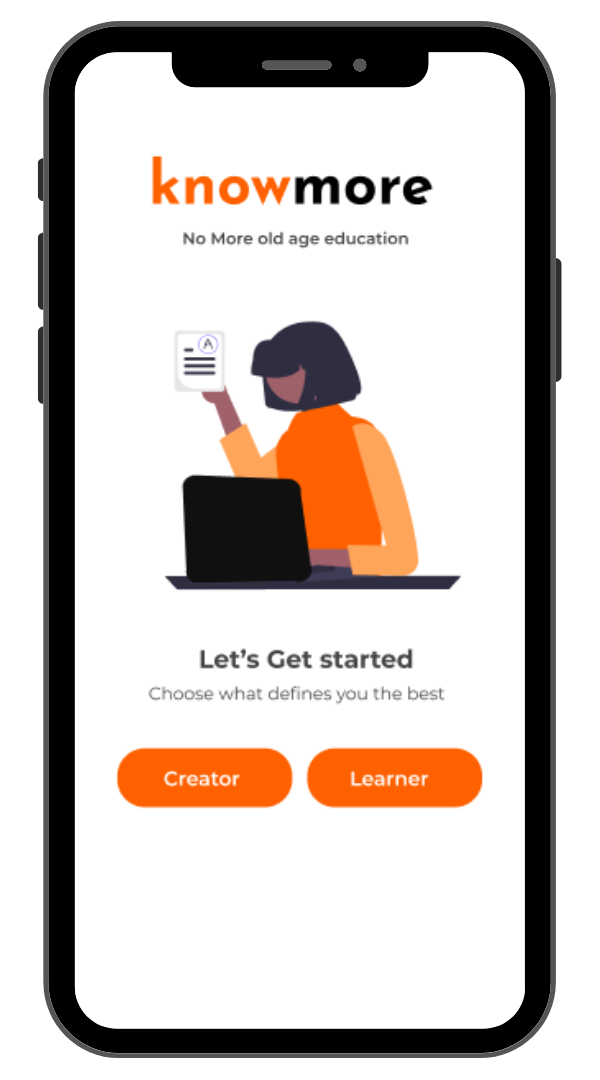 knowmore
No More old age education
A
Let’s Get started
Choose what defines you the best
Creator
Learner